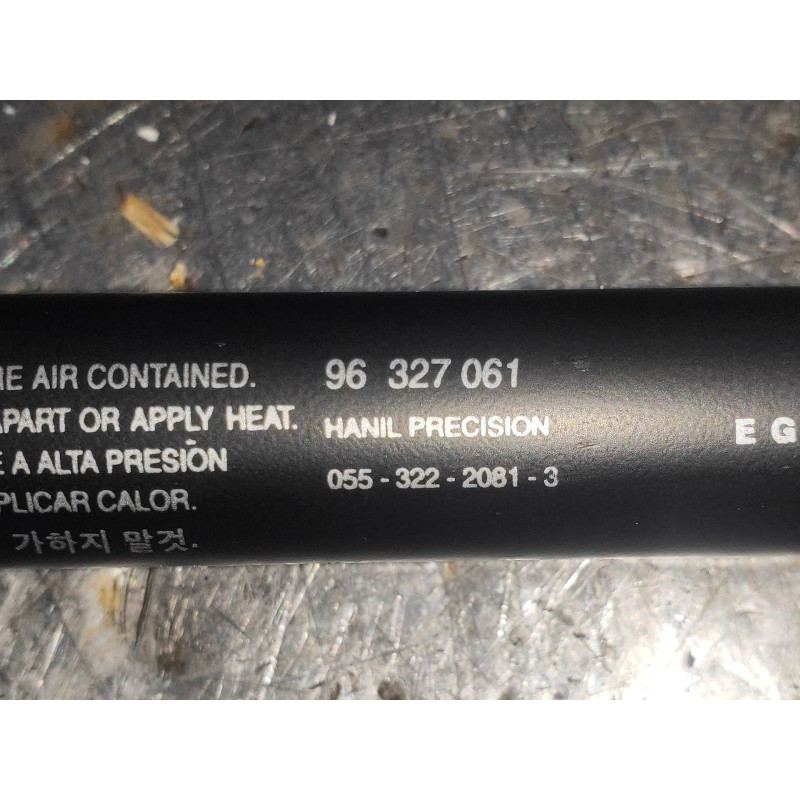 RE AIR CONTAINED.
APART OR APPLY HEAT.
E A ALTA PRESIÓN
PLICAR CALOR.
가하지 말것.
96 327 061
HANIL PRECISION
055-322-2081-3
E G